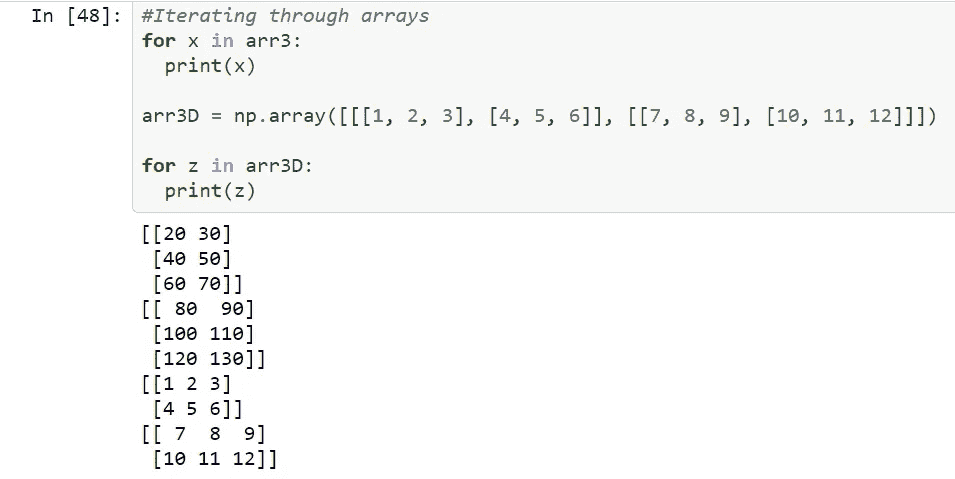 In [48]: #Iterating through arrays
for x in arr3:
  print(x)

arr3D = np.array([[[1, 2, 3], [4, 5, 6]], [[7, 8, 9], [10, 11, 12]]])

for z in arr3D:
  print(z)
[[20 30]
 [40 50]
 [60 70]]
[[ 80  90]
 [100 110]
 [120 130]]
[[1 2 3]
 [4 5 6]]
[[ 7  8  9]
 [10 11 12]]